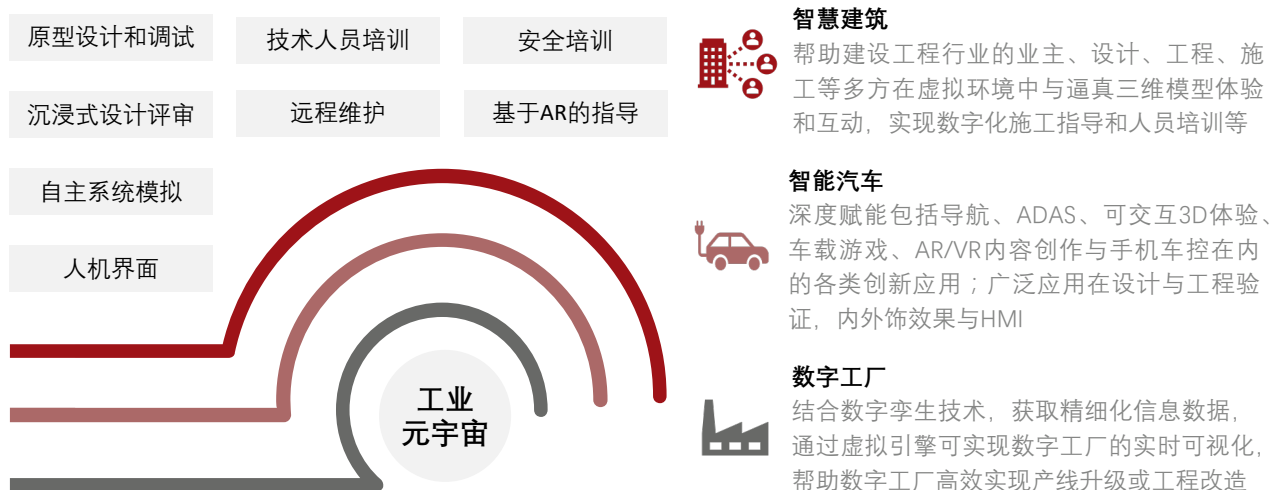 原型设计和调试
技术人员培训
安全培训
沉浸式设计评审
远程维护
基于AR的指导
自主系统模拟
人机界面
工业
元宇宙
智慧建筑
帮助建设工程行业的业主、设计、工程、施
工等多方在虚拟环境中与逼真三维模型体验
和互动，实现数字化施工指导和人员培训等
智能汽车
深度赋能包括导航、ADAS、可交互3D体验、
车载游戏、AR/VR内容创作与手机车控在内
的各类创新应用；广泛应用在设计与工程验
证，内外饰效果与HMI
数字工厂
结合数字孪生技术，获取精细化信息数据，
通过虚拟引擎可实现数字工厂的实时可视化，
帮助数字工厂高效实现产线升级或工程改造